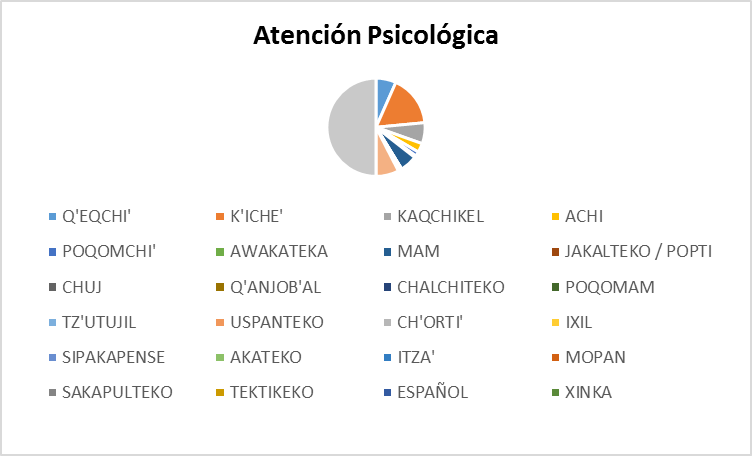 Atención Psicológica
Q'EQCHI' K'ICHE' KAQCHIKEL ACHI
POQOMCHI' AWAKATEKA MAM JAKALTEKO / POPTI
CHUJ Q'ANJOB'AL CHALCHITEKO POQOMAM
TZ'UTUJIL USPANTEKO CH'ORTI' IXIL
SIPAKAPENSE AKATEKO ITZA' MOPAN
SAKAPULTEKO TEKTIKEKO ESPAÑOL XINKA